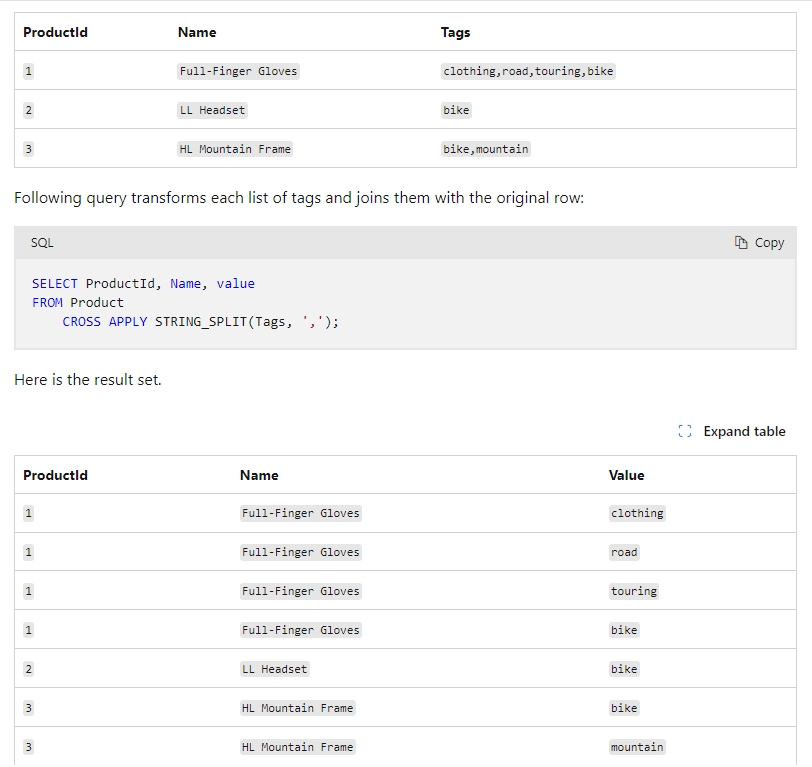 ProductId Name Tags
1 Full-Finger Gloves clothing,road,touring,bike
2 LL Headset bike
3 HL Mountain Frame bike,mountain
Following query transforms each list of tags and joins them with the original row:
SQL Copy
SELECT ProductId, Name, value
FROM Product
    CROSS APPLY STRING_SPLIT(Tags, ',');
Here is the result set.
Expand table
ProductId Name Value
1 Full-Finger Gloves clothing
1 Full-Finger Gloves road
1 Full-Finger Gloves touring
1 Full-Finger Gloves bike
2 LL Headset bike
3 HL Mountain Frame bike
3 HL Mountain Frame mountain